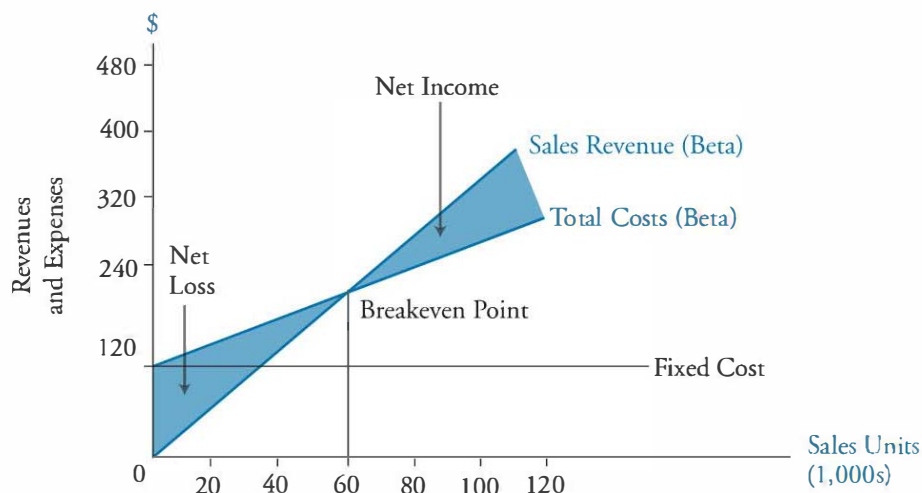 $
480
Net Income
400
Sales Revenue (Beta)
320
Total Costs (Beta)
Revenues
and Expenses
Net
Loss
240
Breakeven Point
120
Fixed Cost
0
20
40
60
80
100
120
Sales Units
(1,000s)